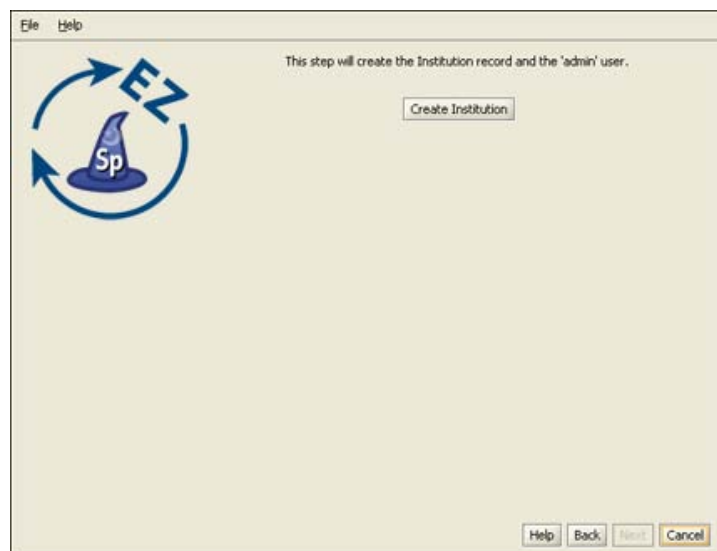 File Help
This step will create the Institution record and the 'admin' user.
EZ
Create Institution
Sp
Help Back Next Cancel